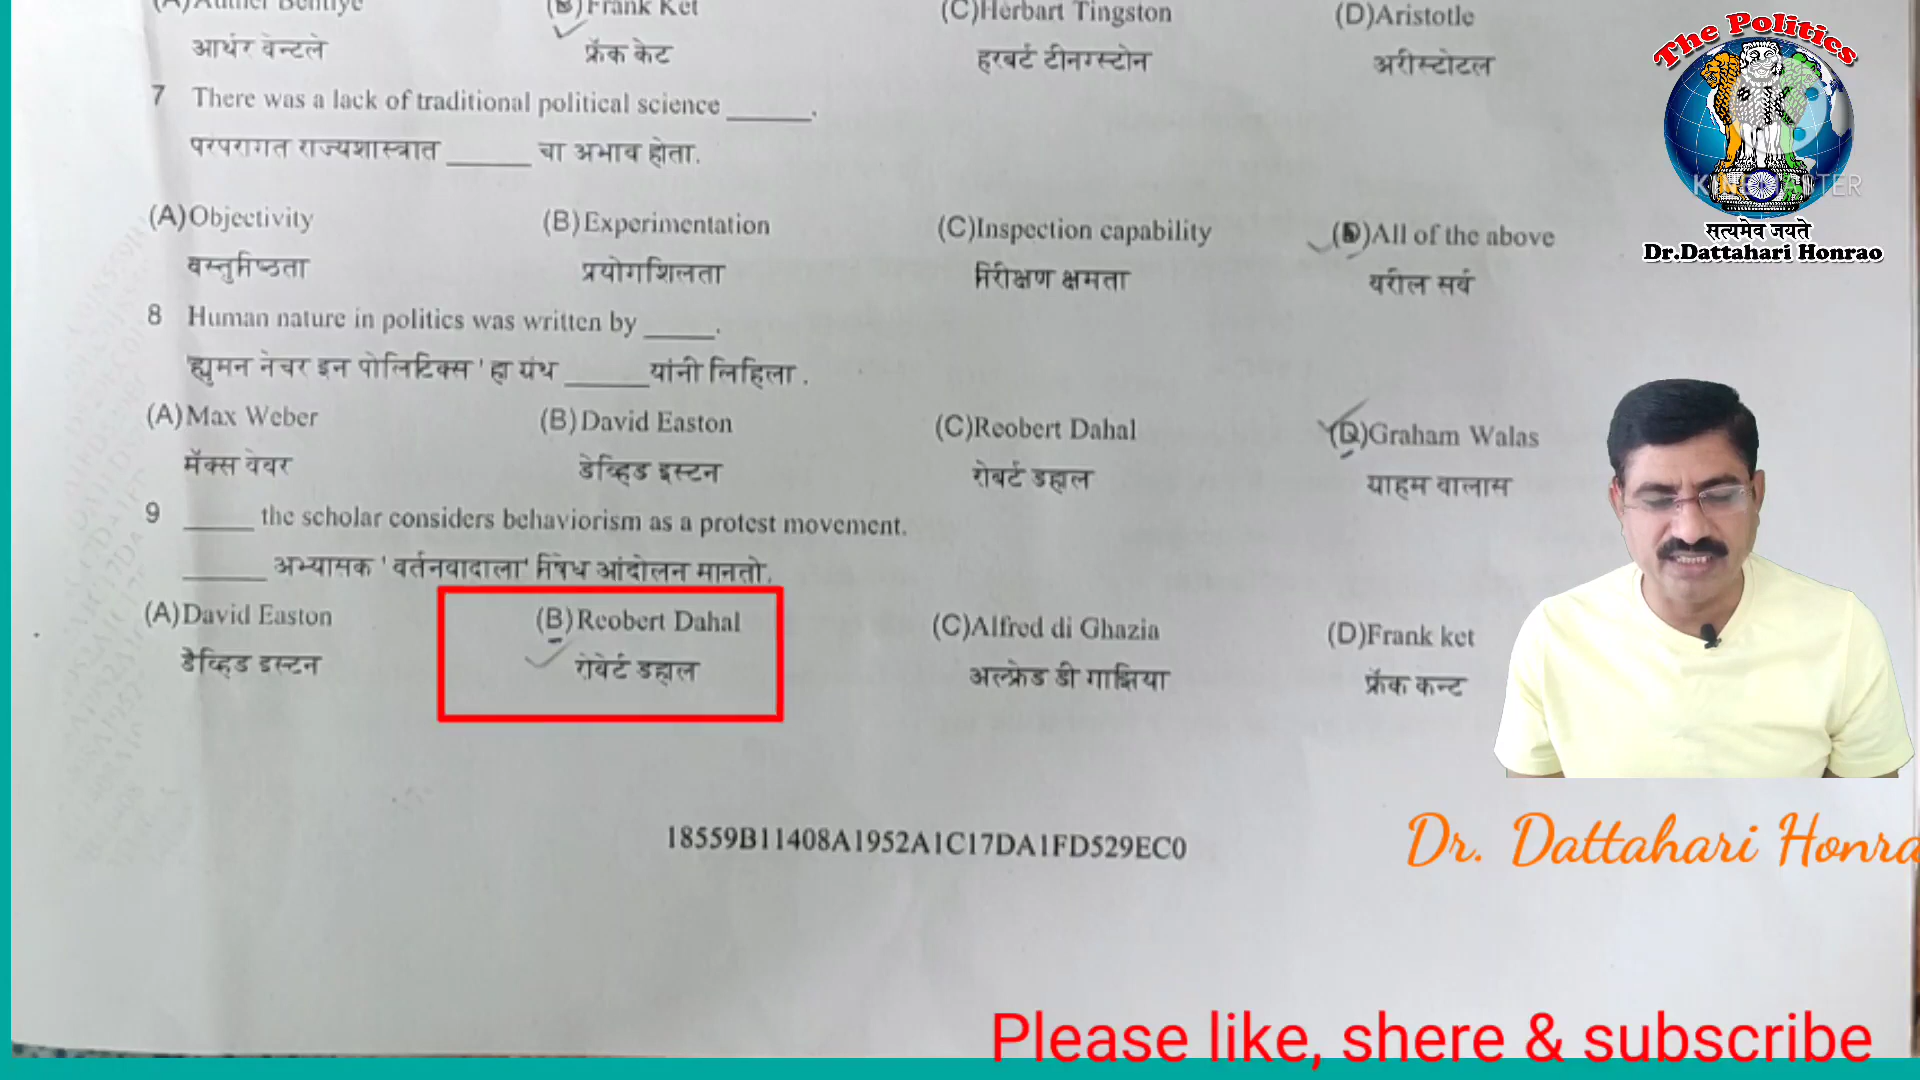 (B)Frank Ket
(C)Herbart Tingston
(D)Aristotle
आर्थर बेन्टले
फ्रॅक केट
हरबर्ट टीनग्स्टोन
अरीस्टोटल
7 There was a lack of traditional political science ______.
परंपरागत राज्यशास्त्रात ______ चा अभाव होता.
(A)Objectivity
(B)Experimentation
(C)Inspection capability
(D)All of the above
वस्तुनिष्ठता
प्रयोगशिलता
निरीक्षण क्षमता
वरील सर्व
8 Human nature in politics was written by _____.
'ह्युमन नेचर इन पोलिटिक्स ' हा ग्रंथ ______यांनी लिहिला .
(A)Max Weber
(B)David Easton
(C)Reobert Dahal
(D)Graham Walas
मॅक्स वेबर
डेव्हिड इस्टन
रोबर्ट डह्याल
ग्राहम वालास
9 _____ the scholar considers behaviorism as a protest movement.
______ अभ्यासक ' वर्तनवादाला' निषेध आंदोलन मानतो.
(A)David Easton
(B)Reobert Dahal
(C)Alfred di Ghazia
(D)Frank ket
डेव्हिड इस्टन
रोबेर्ट डह्याल
अल्फ्रेड डी गाझिया
फ्रॅक कन्ट
18559B11408A1952A1C17DA1FD529EC0
The Politics
KINEMASTER
सत्यमेव जयते
Dr.Dattahari Honrao
Dr. Dattahari Honra
Please like, shere & subscribe